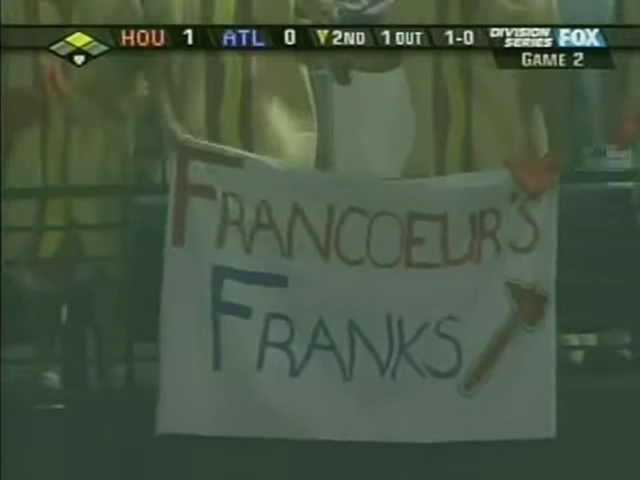 HOU 1 ATL 0 2ND 1 OUT 1-0 DIVISION SERIES FOX
GAME 2
FRANCOEUR'S
FRANKS